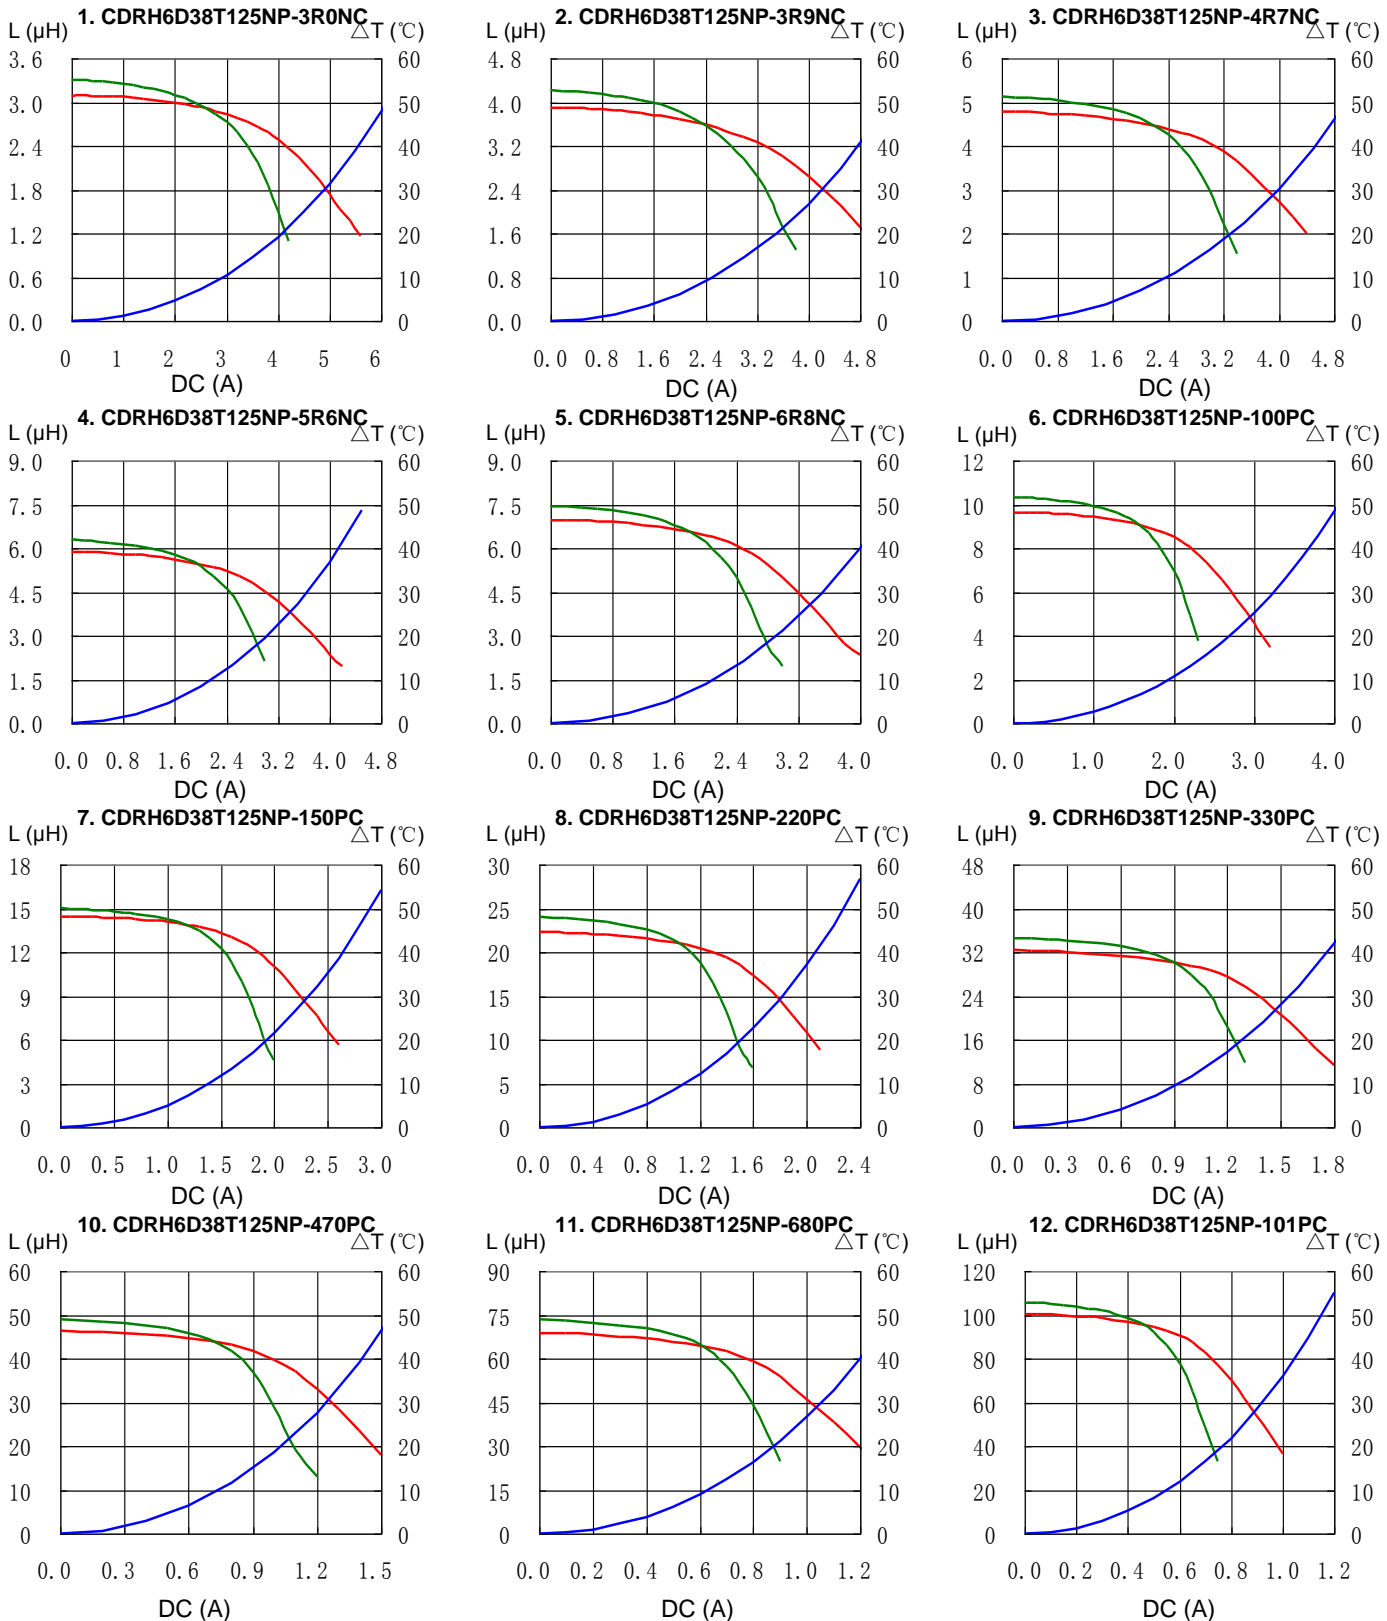 1. CDRH6D38T125NP-3R0NC
L (µH) △T (℃)
3.6 60
3.0 50
2.4 40
1.8 30
1.2 20
0.6 10
0.0 0
0 1 2 3 4 5 6
DC (A)
2. CDRH6D38T125NP-3R9NC
L (µH) △T (℃)
4.8 60
4.0 50
3.2 40
2.4 30
1.6 20
0.8 10
0.0 0
0.0 0.8 1.6 2.4 3.2 4.0 4.8
DC (A)
3. CDRH6D38T125NP-4R7NC
L (µH) △T (℃)
6 60
5 50
4 40
3 30
2 20
1 10
0 0
0.0 0.8 1.6 2.4 3.2 4.0 4.8
DC (A)
4. CDRH6D38T125NP-5R6NC
L (µH) △T (℃)
9.0 60
7.5 50
6.0 40
4.5 30
3.0 20
1.5 10
0.0 0
0.0 0.8 1.6 2.4 3.2 4.0 4.8
DC (A)
5. CDRH6D38T125NP-6R8NC
L (µH) △T (℃)
9.0 60
7.5 50
6.0 40
4.5 30
3.0 20
1.5 10
0.0 0
0.0 0.8 1.6 2.4 3.2 4.0
DC (A)
6. CDRH6D38T125NP-100PC
L (µH) △T (℃)
12 60
10 50
8 40
6 30
4 20
2 10
0 0
0.0 1.0 2.0 3.0 4.0
DC (A)
7. CDRH6D38T125NP-150PC
L (µH) △T (℃)
18 60
15 50
12 40
9 30
6 20
3 10
0 0
0.0 0.5 1.0 1.5 2.0 2.5 3.0
DC (A)
8. CDRH6D38T125NP-220PC
L (µH) △T (℃)
30 60
25 50
20 40
15 30
10 20
5 10
0 0
0.0 0.4 0.8 1.2 1.6 2.0 2.4
DC (A)
9. CDRH6D38T125NP-330PC
L (µH) △T (℃)
48 60
40 50
32 40
24 30
16 20
8 10
0 0
0.0 0.3 0.6 0.9 1.2 1.5 1.8
DC (A)
10. CDRH6D38T125NP-470PC
L (µH) △T (℃)
60 60
50 50
40 40
30 30
20 20
10 10
0 0
0.0 0.3 0.6 0.9 1.2 1.5
DC (A)
11. CDRH6D38T125NP-680PC
L (µH) △T (℃)
90 60
75 50
60 40
45 30
30 20
15 10
0 0
0.0 0.2 0.4 0.6 0.8 1.0 1.2
DC (A)
12. CDRH6D38T125NP-101PC
L (µH) △T (℃)
120 60
100 50
80 40
60 30
40 20
20 10
0 0
0.0 0.2 0.4 0.6 0.8 1.0 1.2
DC (A)